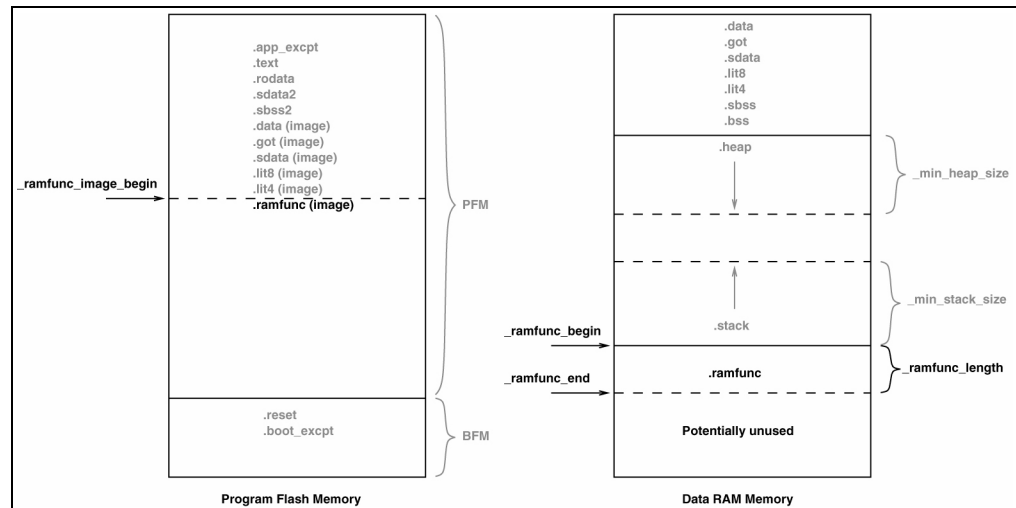 .app_excpt
.text
.rodata
.sdata2
.sbss2
.data (image)
.got (image)
.sdata (image)
.lit8 (image)
.lit4 (image)
.ramfunc (image)
_ramfunc_image_begin
PFM
.reset
.boot_excpt
BFM
Program Flash Memory
.data
.got
.sdata
.lit8
.lit4
.sbss
.bss
.heap
_min_heap_size
_min_stack_size
.stack
_ramfunc_begin
.ramfunc
_ramfunc_length
_ramfunc_end
Potentially unused
Data RAM Memory